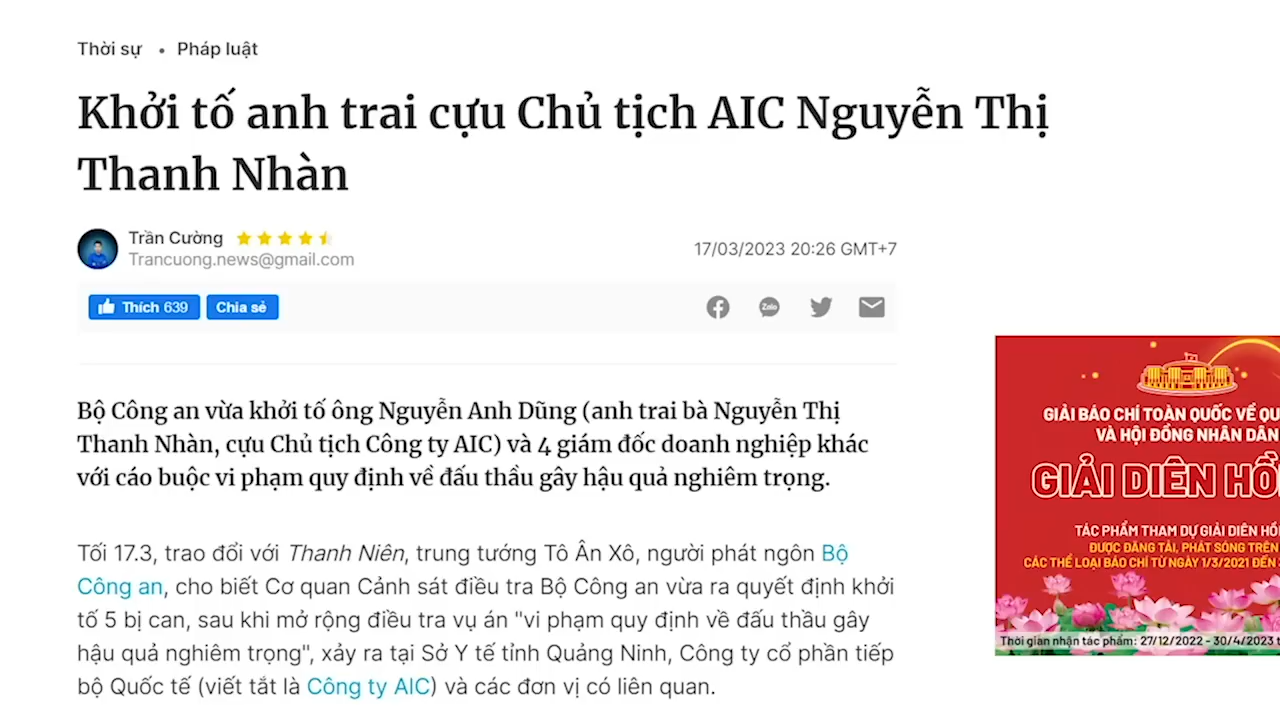 Thời sự • Pháp luật
Khởi tố anh trai cựu Chủ tịch AIC Nguyễn Thị
Thanh Nhàn
Trần Cường
Trancuong.news@gmail.com
17/03/2023 20:26 GMT+7
Thích 639 Chia sẻ
Zalo
Bộ Công an vừa khởi tố ông Nguyễn Anh Dũng (anh trai bà Nguyễn Thị
Thanh Nhàn, cựu Chủ tịch Công ty AIC) và 4 giám đốc doanh nghiệp khác
với cáo buộc vi phạm quy định về đấu thầu gây hậu quả nghiêm trọng.
Tối 17.3, trao đổi với Thanh Niên, trung tướng Tô Ân Xô, người phát ngôn Bộ
Công an, cho biết Cơ quan Cảnh sát điều tra Bộ Công an vừa ra quyết định khởi
tố 5 bị can, sau khi mở rộng điều tra vụ án "vi phạm quy định về đấu thầu gây
hậu quả nghiêm trọng", xảy ra tại Sở Y tế tỉnh Quảng Ninh, Công ty cổ phần tiếp
bộ Quốc tế (viết tắt là Công ty AIC) và các đơn vị có liên quan.
GIẢI BÁO CHÍ TOÀN QUỐC VỀ QU
VÀ HỘI ĐỒNG NHÂN DÂN
GIẢI DIÊN HỒ
TÁC PHẨM THAM DỰ GIẢI DIÊN HỒ
ĐƯỢC ĐĂNG TẢI, PHÁT SÓNG TRÊN
CÁC THỂ LOẠI BÁO CHÍ TỪ NGÀY 1/3/2021 ĐẾN
Thời gian nhận tác phẩm: 27/12/2022 - 30/4/2023